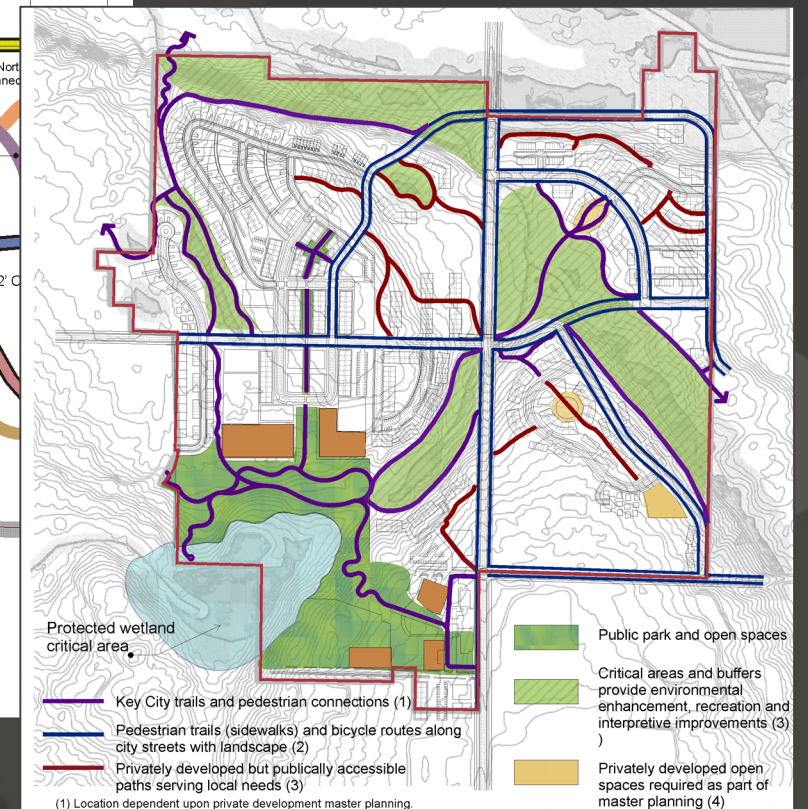 Nort
nnec
2' C
Protected wetland
critical area
Key City trails and pedestrian connections (1)
Pedestrian trails (sidewalks) and bicycle routes along
city streets with landscape (2)
Privately developed but publically accessible
paths serving local needs (3)
(1) Location dependent upon private development master planning.
Public park and open spaces
Critical areas and buffers
provide environmental
enhancement, recreation and
interpretive improvements (3)
)
Privately developed open
spaces required as part of
master planning (4)